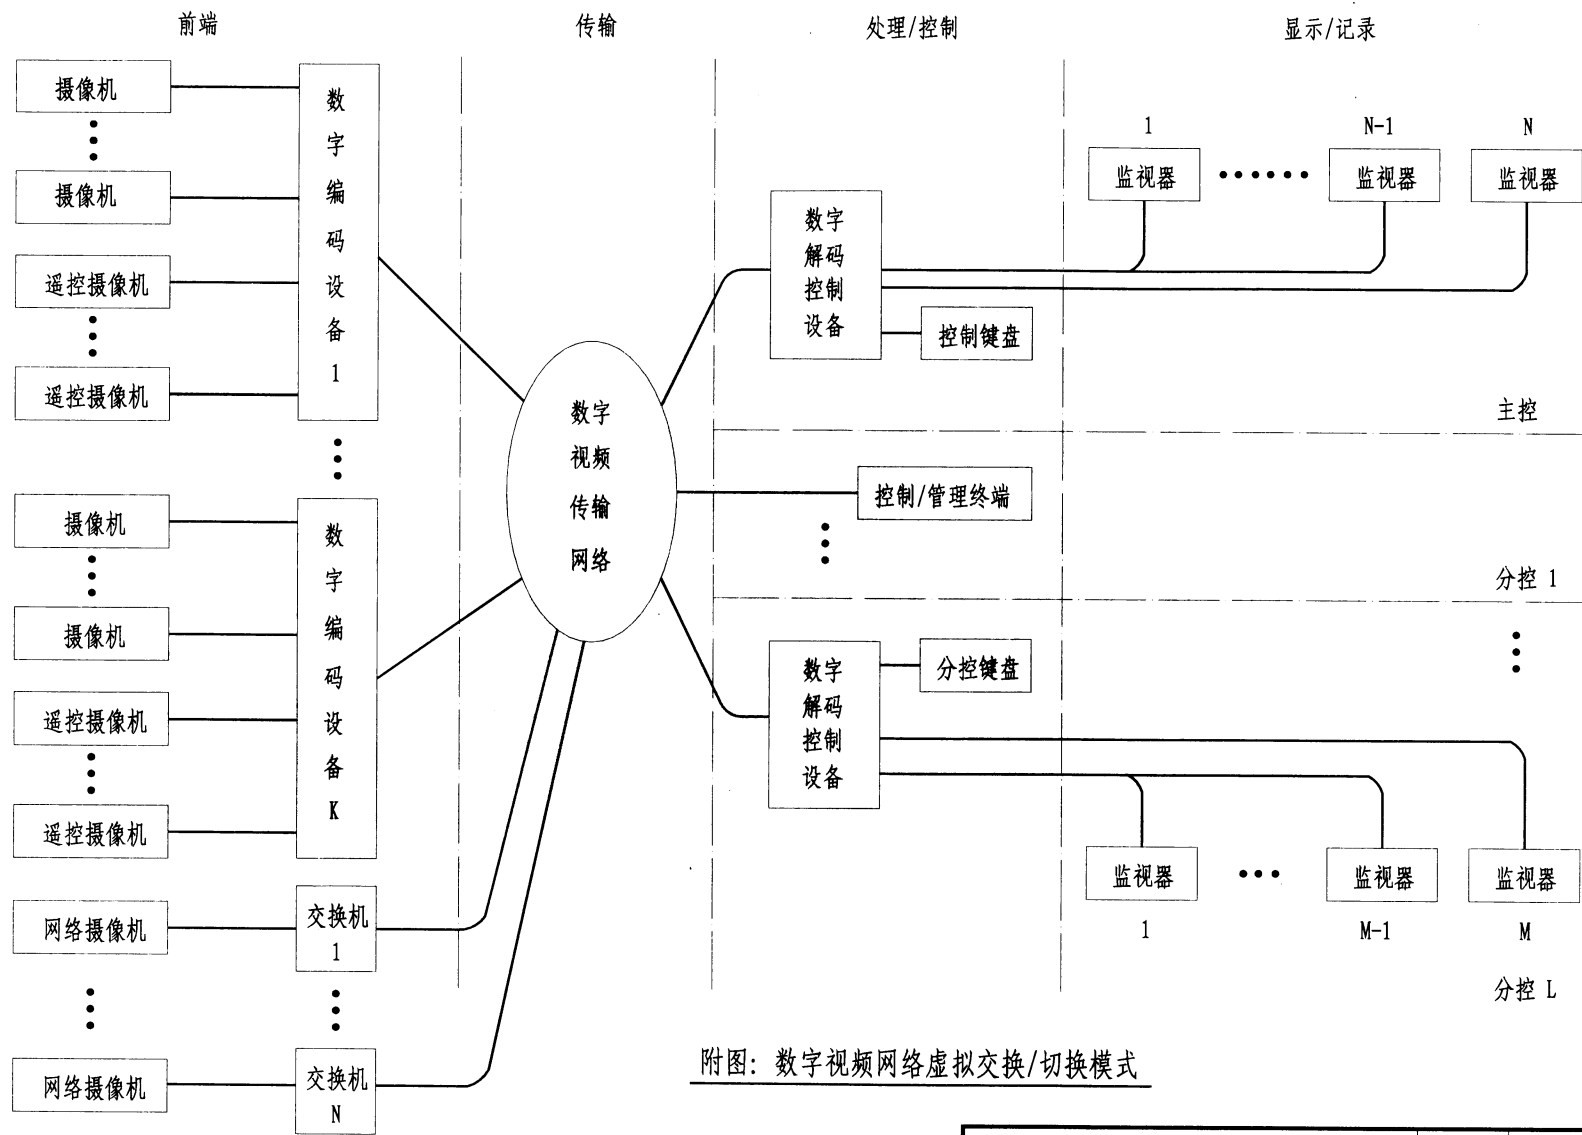 前端
传输
处理/控制
显示/记录
摄像机
摄像机
遥控摄像机
遥控摄像机
数
字
编
码
设
备
1
摄像机
摄像机
遥控摄像机
遥控摄像机
数
字
编
码
设
备
K
网络摄像机
交换机
1
网络摄像机
交换机
N
数字
视频
传输
网络
数字
解码
控制
设备
控制键盘
1
N-1
N
监视器
监视器
监视器
主控
控制/管理终端
分控 1
数字
解码
控制
设备
分控键盘
监视器
监视器
监视器
1
M-1
M
分控 L
附图: 数字视频网络虚拟交换/切换模式